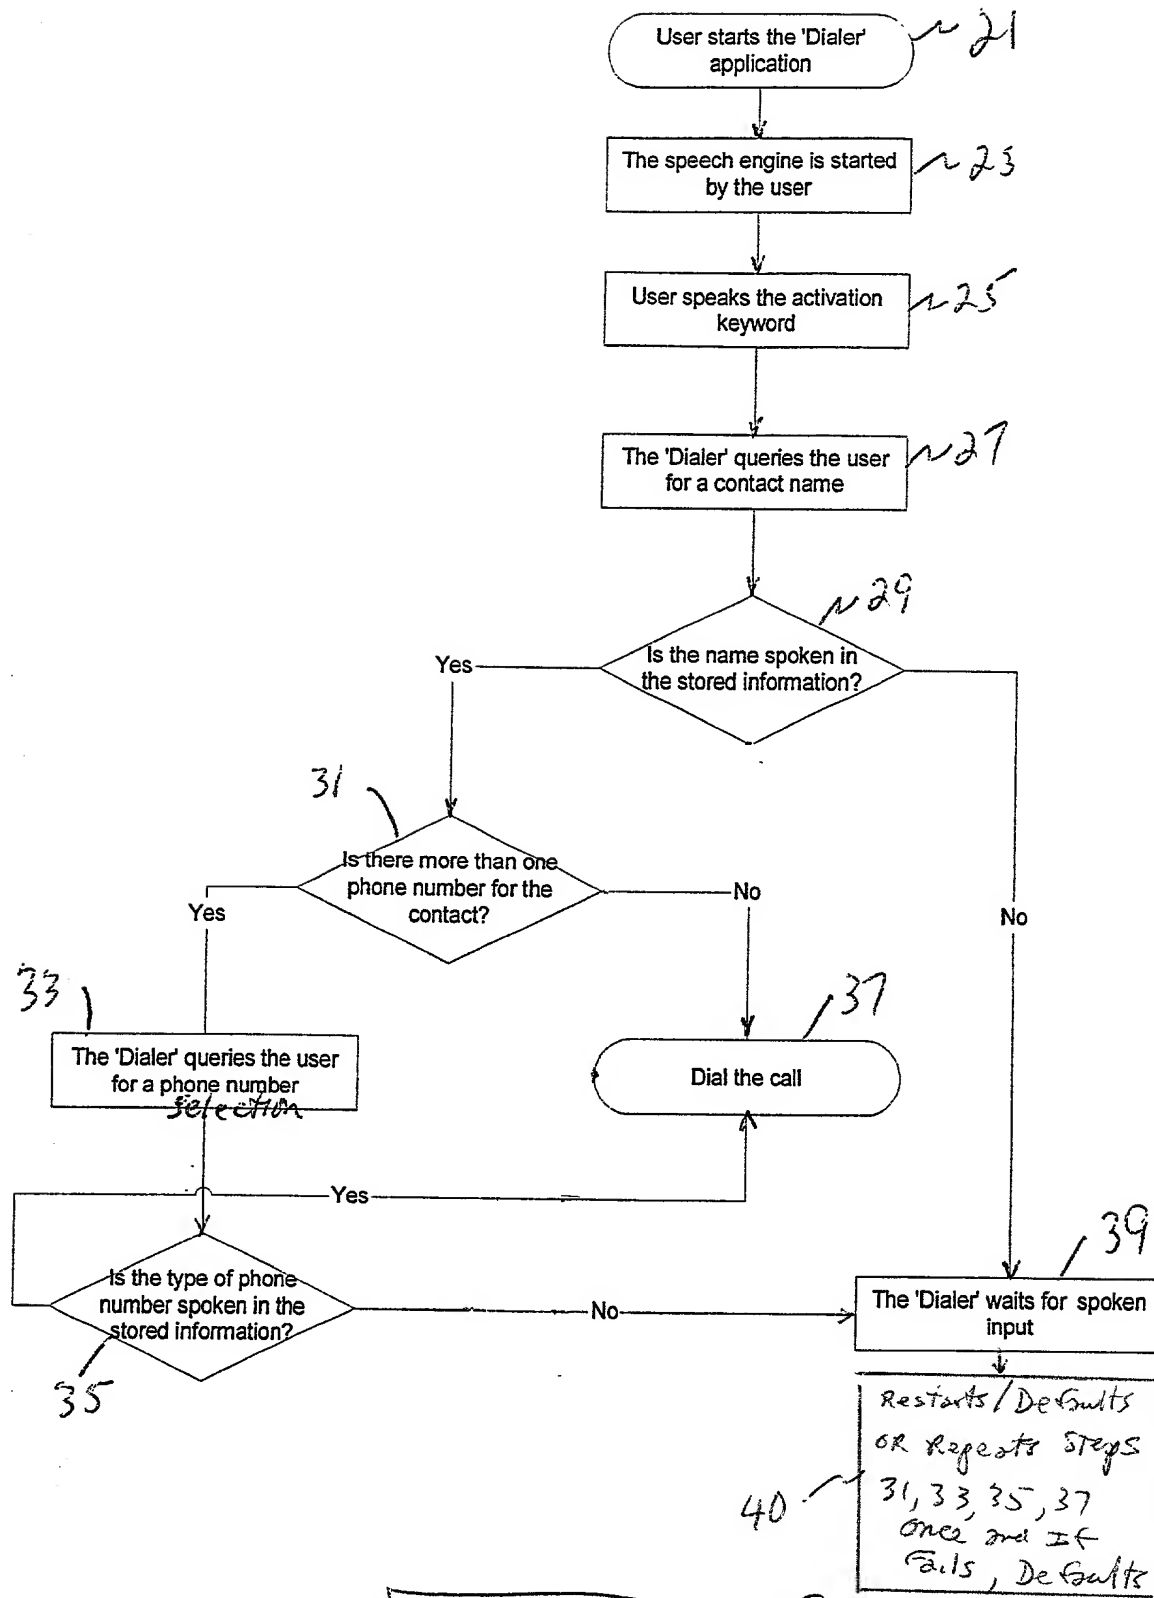 User starts the 'Dialer'
application
21
The speech engine is started
by the user
23
User speaks the activation
keyword
25
The 'Dialer' queries the user
for a contact name
27
29
Is the name spoken in
the stored information?
Yes
No
31
Is there more than one
phone number for the
contact?
Yes
No
33
The 'Dialer' queries the user
for a phone number
selection
37
Dial the call
Yes
Is the type of phone
number spoken in the
stored information?
35
No
39
The 'Dialer' waits for spoken
input
Restarts/Defaults
OR Repeats Steps
31, 33, 35, 37
once and If
Fails, Defaults
40